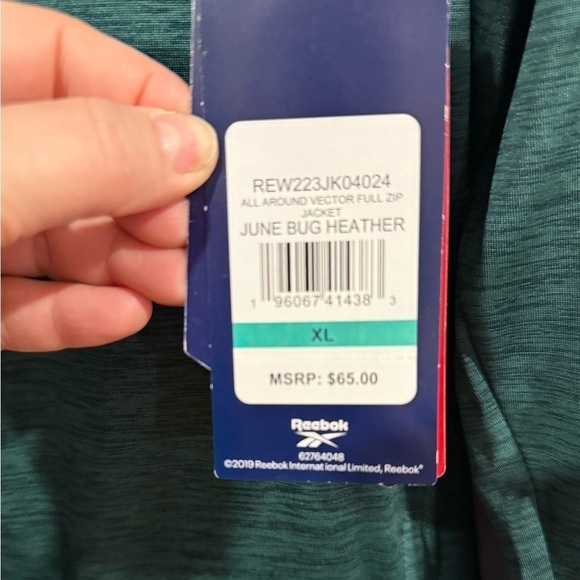 REW223JK04024
ALL AROUND VECTOR FULL ZIP
JACKET
JUNE BUG HEATHER
1 96067 41438 3
XL
MSRP: $65.00
Reebok
62764048
©2019 Reebok International Limited, Reebok®